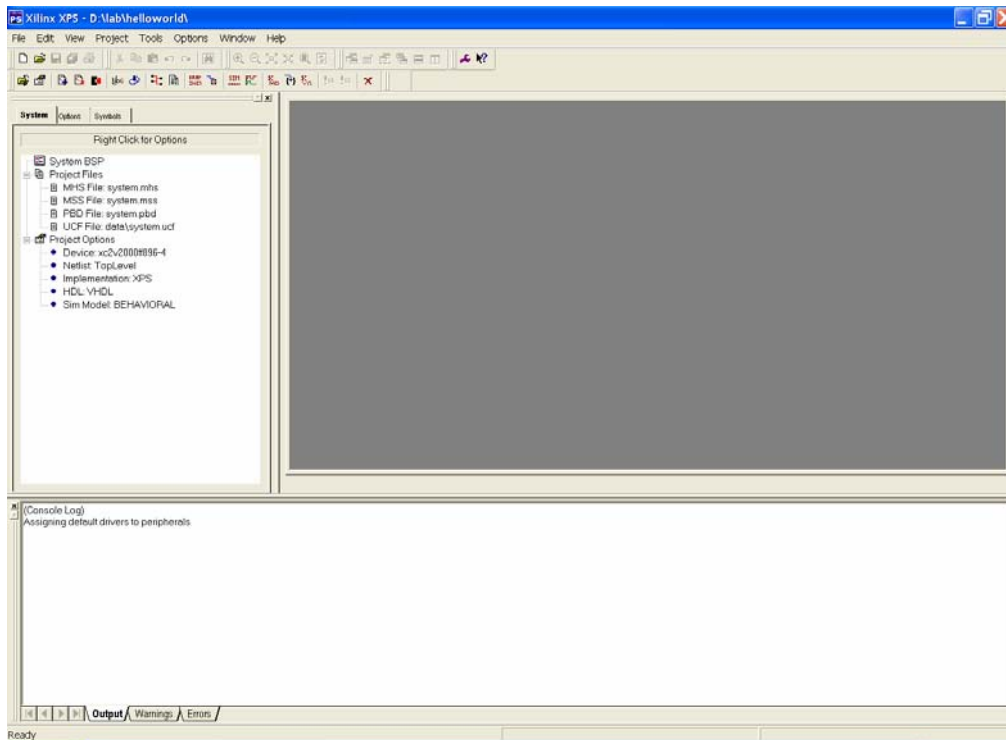 Xilinx XPS - D:\lab\helloworld\
File Edit View Project Tools Options Window Help
System Options Symbols
Right Click for Options
System BSP
Project Files
MHS File: system.mhs
MSS File: system.mss
PBD File: system.pbd
UCF File: data\system.ucf
Project Options
Device: xc2v2000ff896-4
Netlist: TopLevel
Implementation: XPS
HDL: VHDL
Sim Model: BEHAVIORAL
(Console Log)
Assigning default drivers to peripherals
Output Warnings Errors
Ready